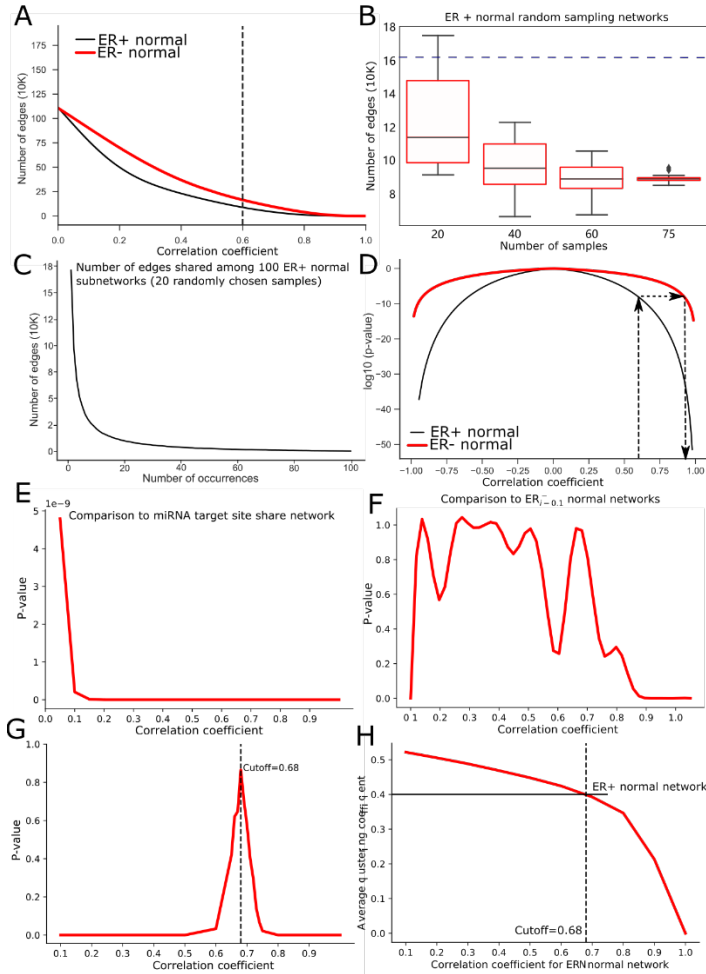 A
ER+ normal
ER- normal
Number of edges (10K)
175
150
125
100
75
50
25
0
0.0 0.2 0.4 0.6 0.8 1.0
Correlation coefficient
B
ER + normal random sampling networks
Number of edges (10K)
18
16
14
12
10
8
20 40 60 75
Number of samples
C
Number of edges shared among 100 ER+ normal
subnetworks (20 randomly chosen samples)
Number of edges (10K)
18
15
13
10
8
5
2
0
0 20 40 60 80 100
Number of occurrences
D
log10 (p-value)
0
−10
−20
−30
−40
−50
ER+ normal
ER- normal
−1.00 −0.75 −0.50 −0.25 0.00 0.25 0.50 0.75 1.00
Correlation coefficient
E
1e−9
Comparison to miRNA target site share network
P-value
5
4
3
2
1
0
0.0 0.1 0.2 0.3 0.4 0.5 0.6 0.7 0.8 0.9
Correlation coefficient
F
Comparison to ER⁻ᵢ₋₀.₁ normal networks
P-value
1.0
0.8
0.6
0.4
0.2
0.0
0.1 0.2 0.3 0.4 0.5 0.6 0.7 0.8 0.9 1.0
Correlation coefficient
G
P-value
1.0
0.8
0.6
0.4
0.2
0.0
Cutoff=0.68
0.1 0.2 0.3 0.4 0.5 0.6 0.7 0.8 0.9
Correlation coefficient
H
Average clustering coefficient
0.5
0.4
0.3
0.2
0.1
0.0
ER+ normal network
Cutoff=0.68
0.1 0.2 0.3 0.4 0.5 0.6 0.7 0.8 0.9 1.0
Correlation coefficient for ERNnormal network